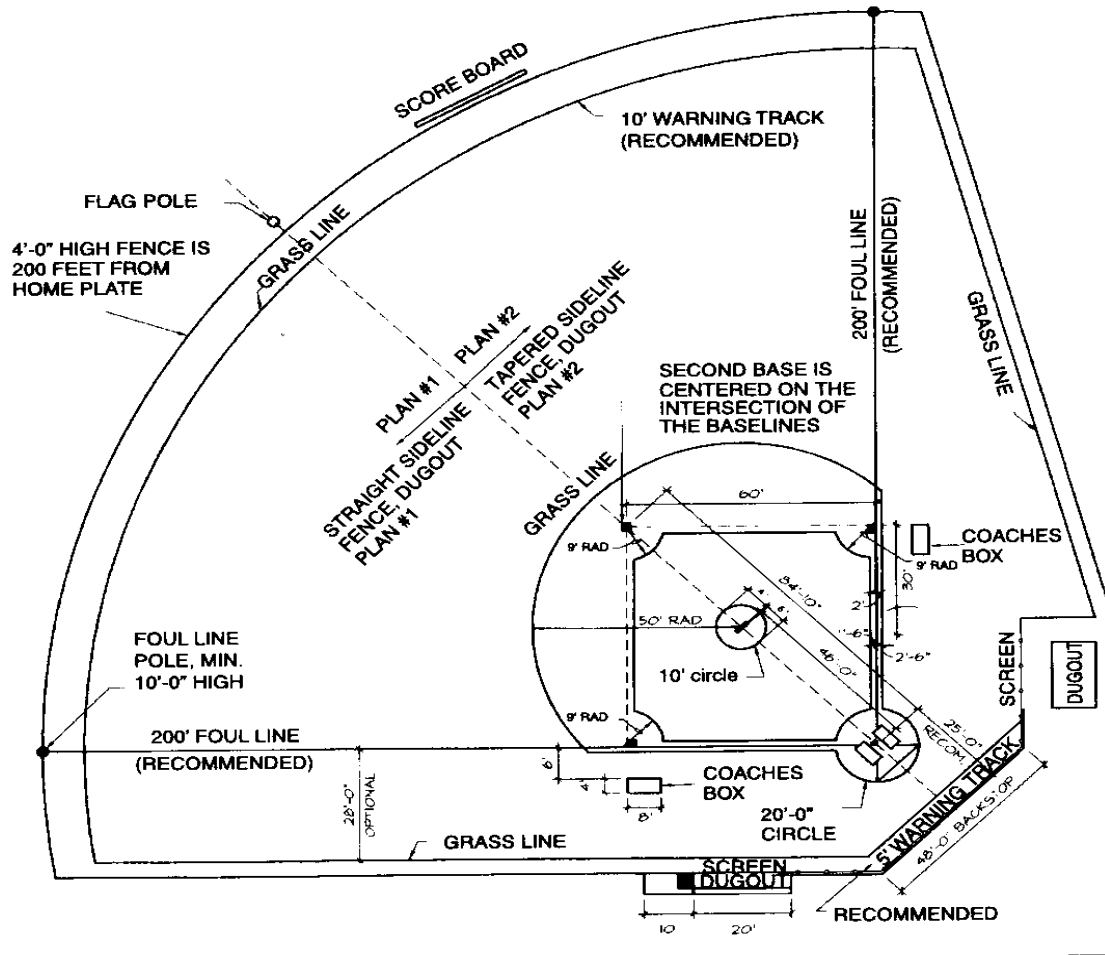 SCORE BOARD
10' WARNING TRACK
(RECOMMENDED)
FLAG POLE
GRASS LINE
4'-0" HIGH FENCE IS
200 FEET FROM
HOME PLATE
200' FOUL LINE
(RECOMMENDED)
GRASS LINE
PLAN #1
PLAN #2
TAPERED SIDELINE
FENCE, DUGOUT
PLAN #2
STRAIGHT SIDELINE
FENCE, DUGOUT
PLAN #1
SECOND BASE IS
CENTERED ON THE
INTERSECTION OF
THE BASELINES
GRASS LINE
60'
9' RAD
9' RAD
COACHES
BOX
30'
84'-10"
4'
6"
2'
50' RAD
1'-6"
2'-6"
48'-0"
10' circle
FOUL LINE
POLE, MIN.
10'-0" HIGH
SCREEN
DUGOUT
9' RAD
25'-0"
RECOM.
200' FOUL LINE
(RECOMMENDED)
6'
4'
8'
COACHES
BOX
28'-0"
OPTIONAL
20'-0"
CIRCLE
5' WARNING TRACK
48'-0" BACKSTOP
GRASS LINE
SCREEN
DUGOUT
RECOMMENDED
10
20'